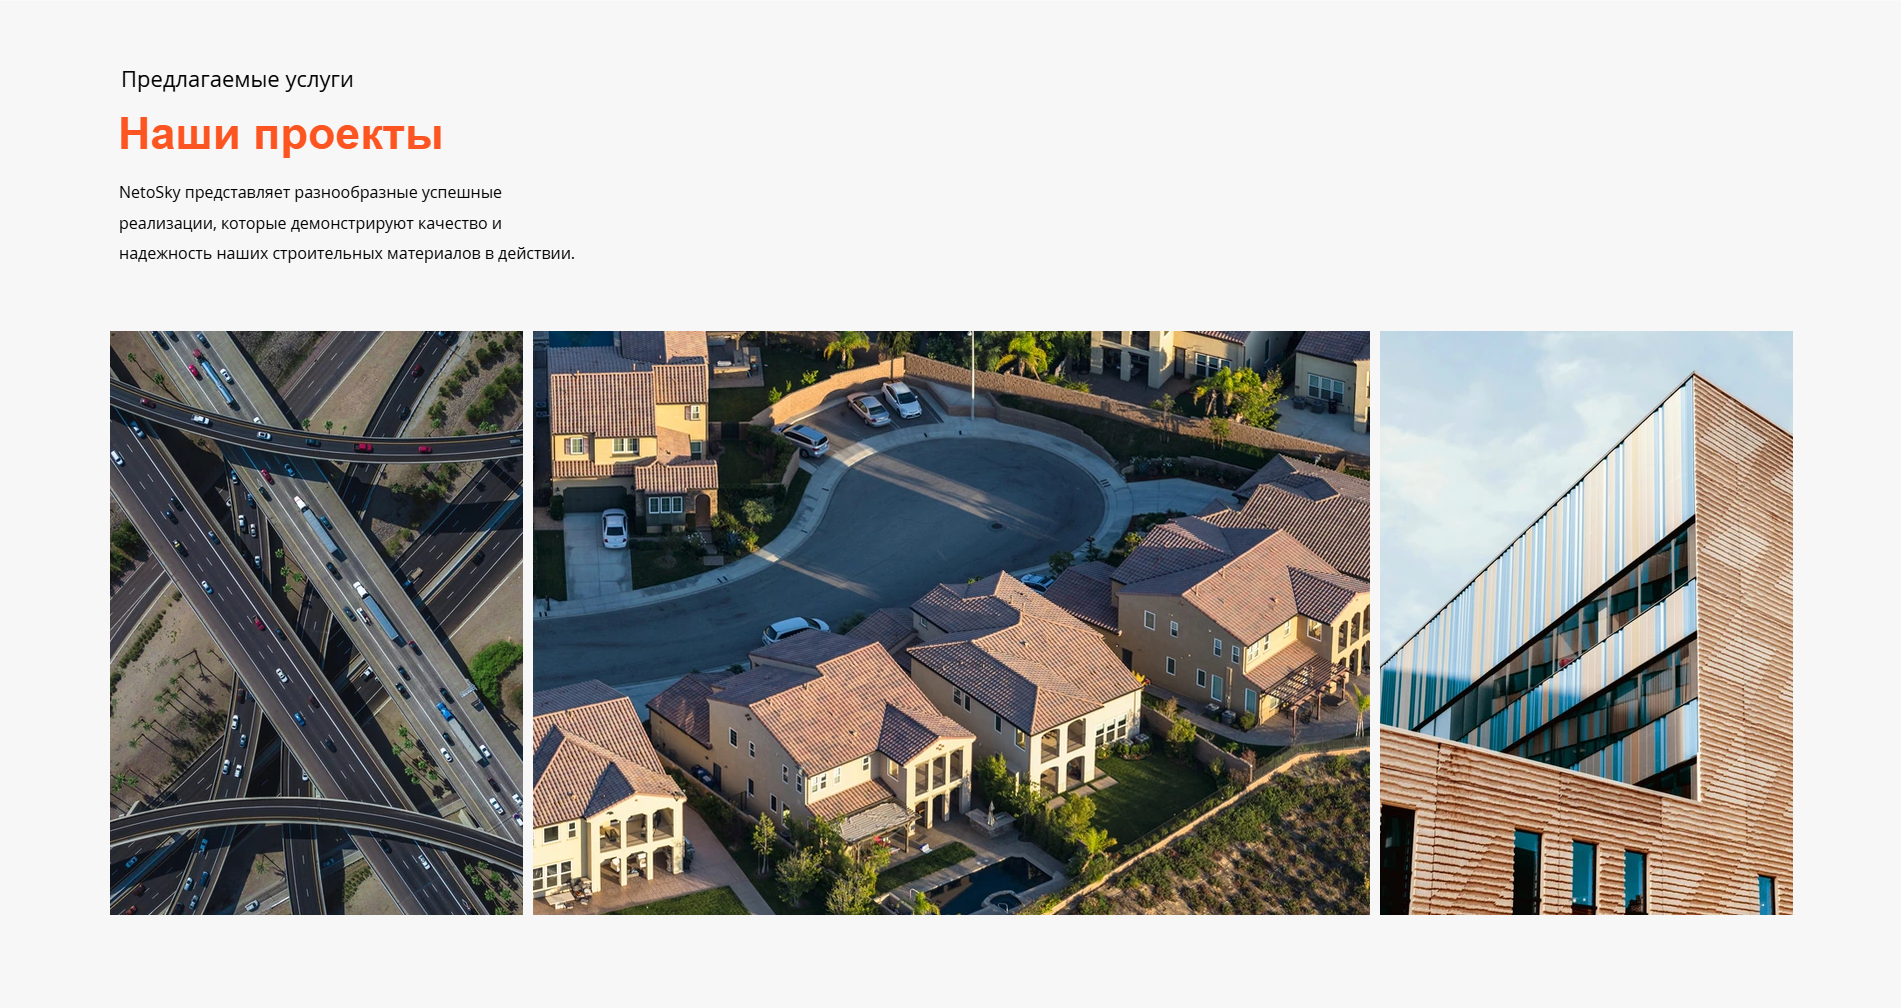 Предлагаемые услуги
Наши проекты
NetoSky представляет разнообразные успешные
реализации, которые демонстрируют качество и
надежность наших строительных материалов в действии.